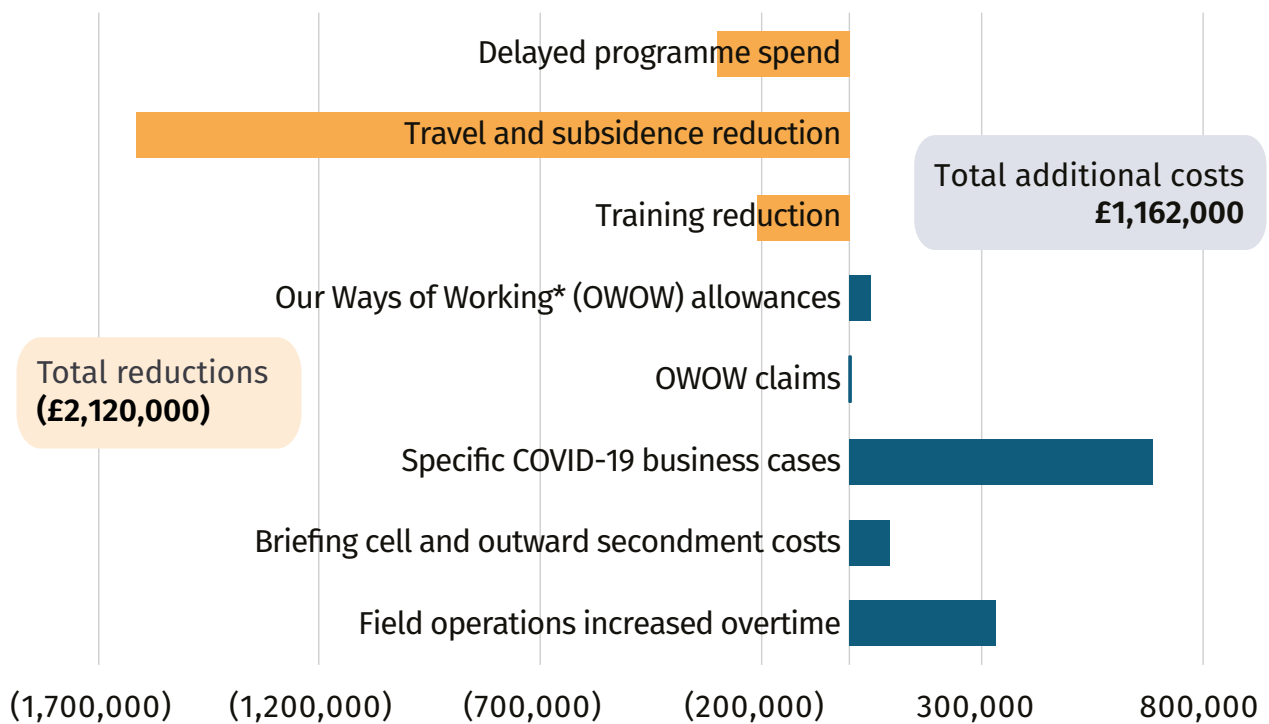 Delayed programme spend
Travel and subsidence reduction
Total additional costs
£1,162,000
Training reduction
Our Ways of Working* (OWOW) allowances
Total reductions
(£2,120,000)
OWOW claims
Specific COVID-19 business cases
Briefing cell and outward secondment costs
Field operations increased overtime
(1,700,000) (1,200,000) (700,000) (200,000) 300,000 800,000